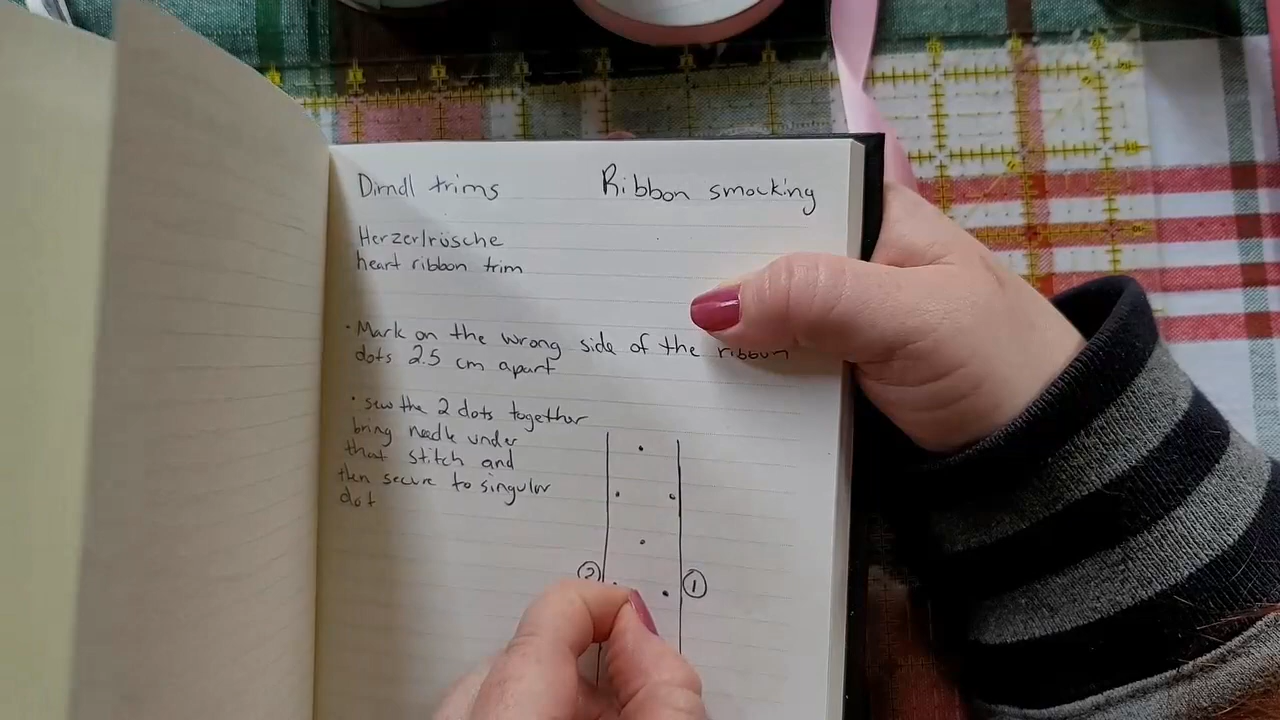 Dirndl trims
Ribbon smocking
Herzerlrüsche
heart ribbon trim
• Mark on the wrong side of the ribbon
dots 2.5 cm apart
• sew the 2 dots together
bring needle under
that stitch and
then secure to singular
dot
② ①